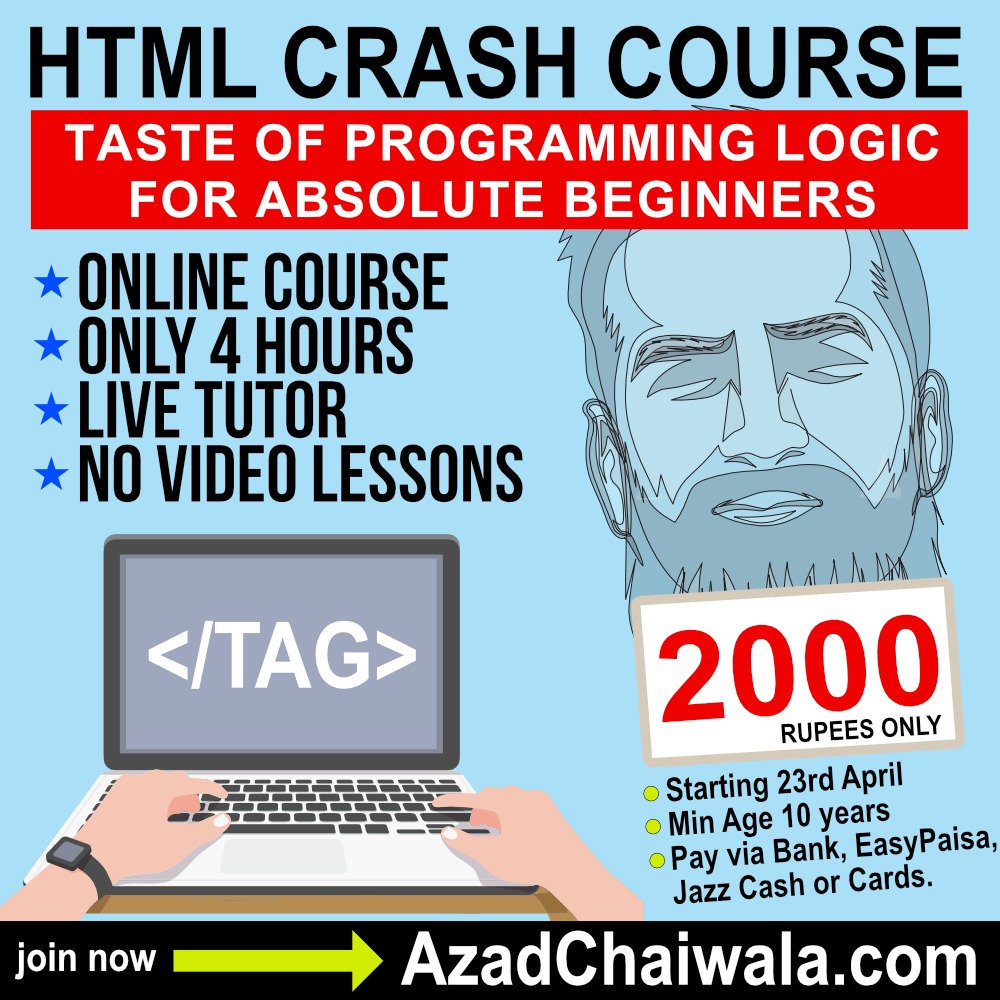 HTML CRASH COURSE
TASTE OF PROGRAMMING LOGIC
FOR ABSOLUTE BEGINNERS
ONLINE COURSE
ONLY 4 HOURS
LIVE TUTOR
NO VIDEO LESSONS
</TAG>
2000
RUPEES ONLY
Starting 23rd April
Min Age 10 years
Pay via Bank, EasyPaisa,
Jazz Cash or Cards.
join now
AzadChaiwala.com